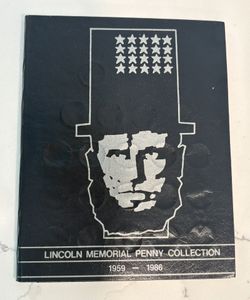 LINCOLN MEMORIAL PENNY COLLECTION
1959 — 1986